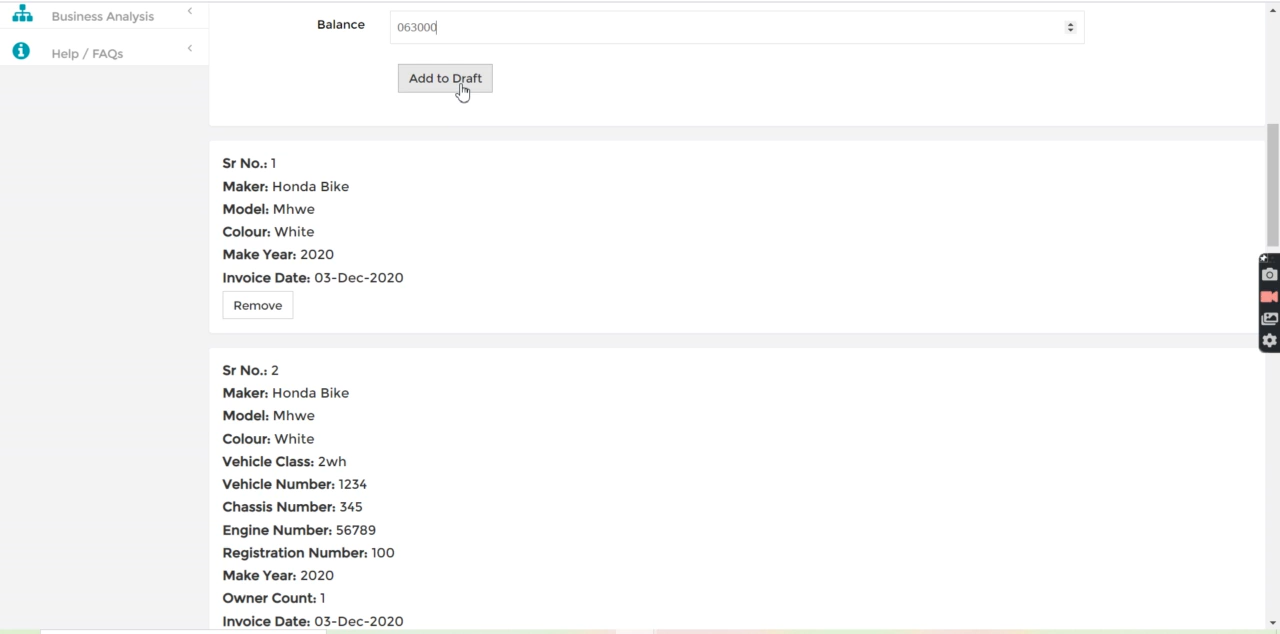 Business Analysis
Help / FAQs
Balance 063000
Add to Draft
Sr No.: 1
Maker: Honda Bike
Model: Mhwe
Colour: White
Make Year: 2020
Invoice Date: 03-Dec-2020
Remove
Sr No.: 2
Maker: Honda Bike
Model: Mhwe
Colour: White
Vehicle Class: 2wh
Vehicle Number: 1234
Chassis Number: 345
Engine Number: 56789
Registration Number: 100
Make Year: 2020
Owner Count: 1
Invoice Date: 03-Dec-2020